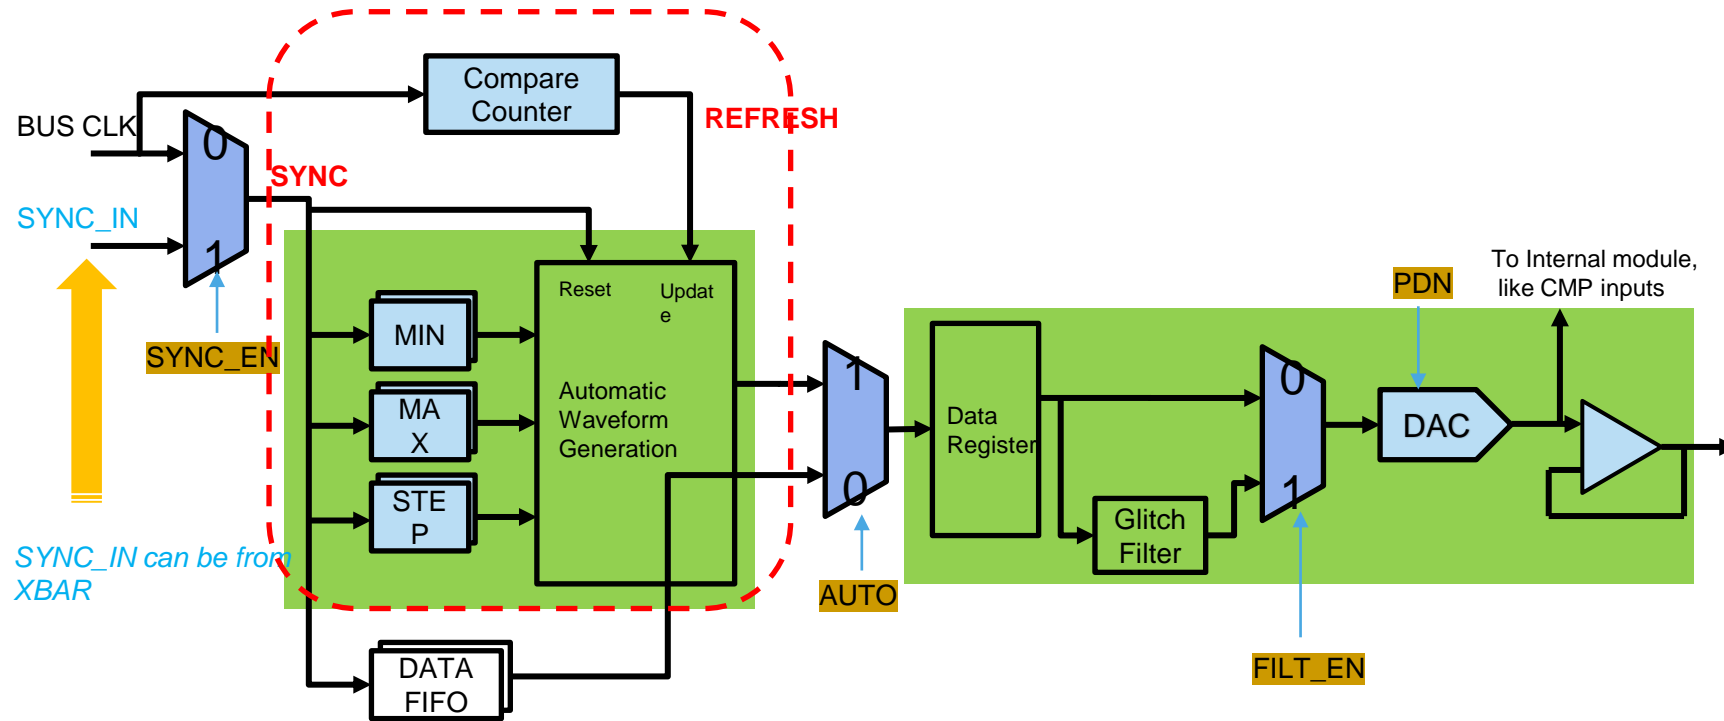 Compare
Counter
BUS CLK
0
REFRESH
SYNC
SYNC_IN
1
SYNC_EN
Reset
Updat
e
MIN
MA
X
STE
P
Automatic
Waveform
Generation
SYNC_IN can be from
XBAR
DATA
FIFO
1
0
AUTO
Data
Register
Glitch
Filter
0
1
FILT_EN
PDN
DAC
To Internal module,
like CMP inputs